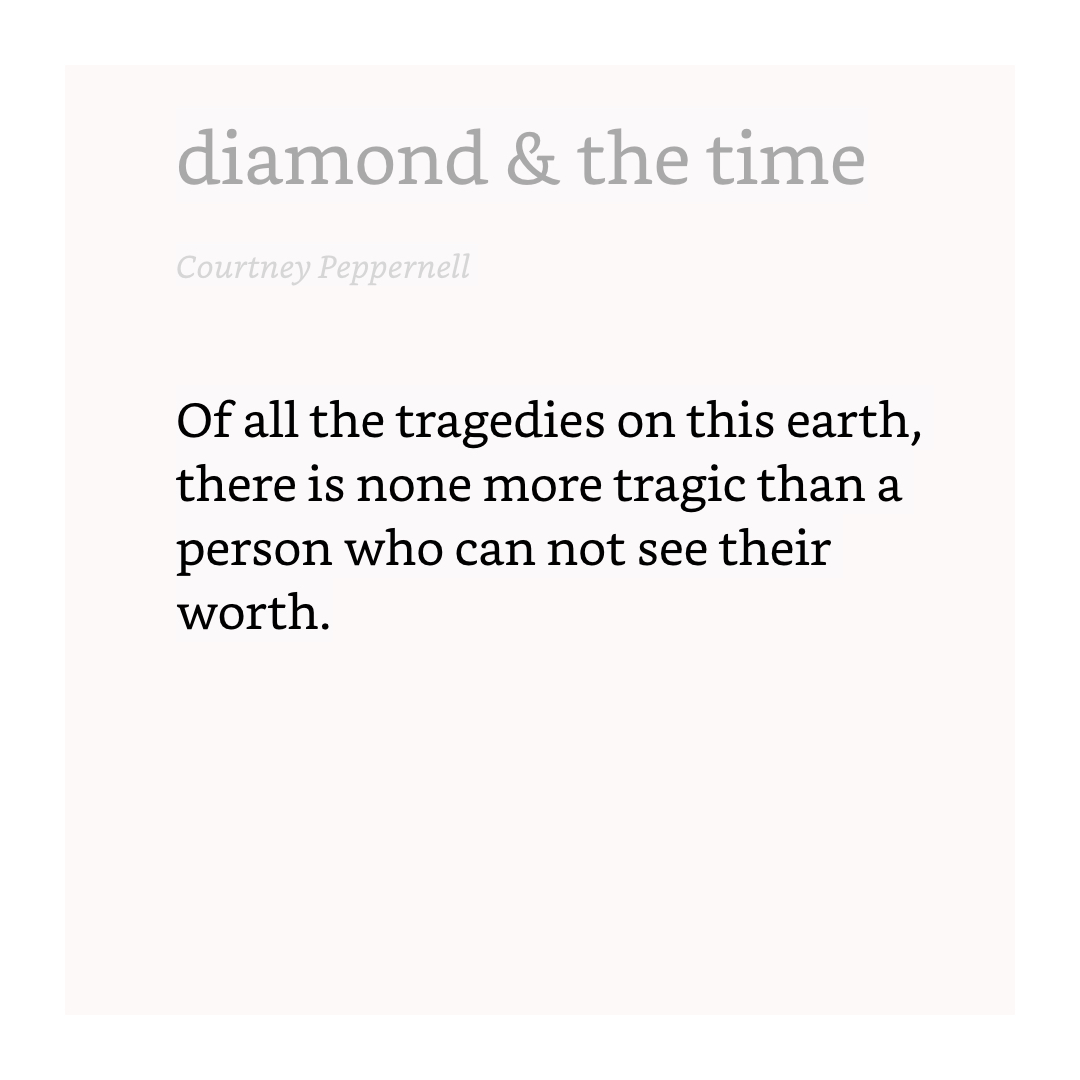 diamond & the time
Courtney Peppernell
Of all the tragedies on this earth,
there is none more tragic than a
person who can not see their
worth.